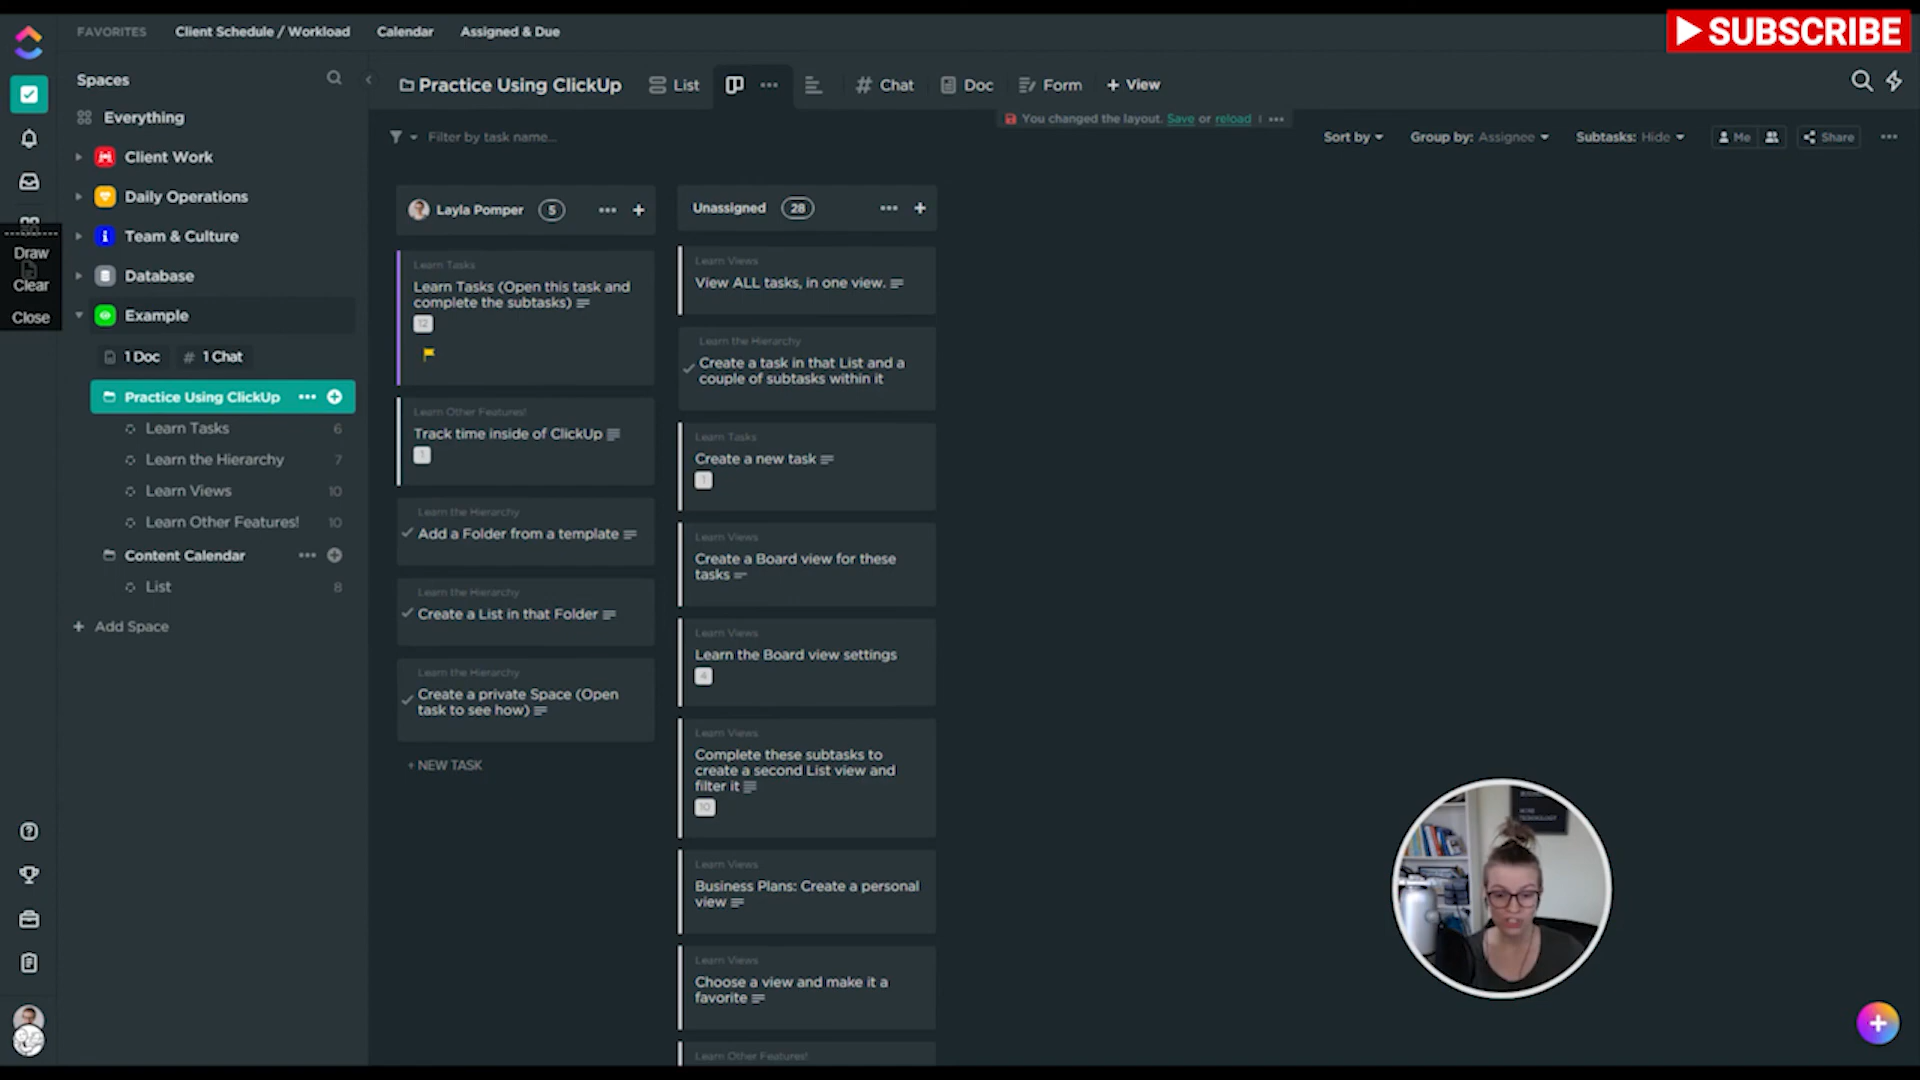 FAVORITES
Client Schedule / Workload
Calendar
Assigned & Due
SUBSCRIBE
Spaces
Everything
Client Work
Daily Operations
Team & Culture
Database
Example
1 Doc
# 1 Chat
Practice Using ClickUp
Learn Tasks 6
Learn the Hierarchy 7
Learn Views 10
Learn Other Features! 10
Content Calendar
List 8
+ Add Space
Draw
Clear
Close
Practice Using ClickUp
List
# Chat
Doc
Form
+ View
You changed the layout. Save or reload
Filter by task name...
Sort by
Group by: Assignee
Subtasks: Hide
Me
Share
Layla Pomper 5
Learn Tasks
Learn Tasks (Open this task and
complete the subtasks)
12
Learn Other Features!
Track time inside of ClickUp
1
Learn the Hierarchy
Add a Folder from a template
Learn the Hierarchy
Create a List in that Folder
Learn the Hierarchy
Create a private Space (Open
task to see how)
+ NEW TASK
Unassigned 28
Learn Views
View ALL tasks, in one view.
Learn the Hierarchy
Create a task in that List and a
couple of subtasks within it
Learn Tasks
Create a new task
1
Learn Views
Create a Board view for these
tasks
Learn Views
Learn the Board view settings
4
Learn Views
Complete these subtasks to
create a second List view and
filter it
10
Learn Views
Business Plans: Create a personal
view
Learn Views
Choose a view and make it a
favorite
Learn Other Features!